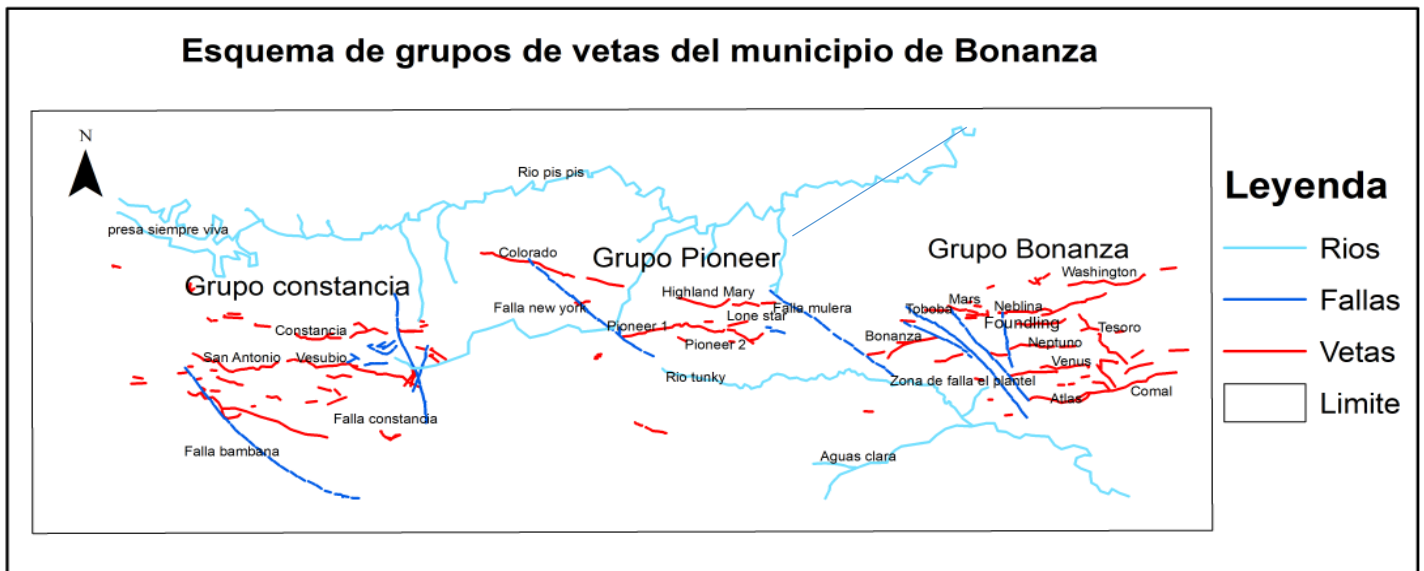 Esquema de grupos de vetas del municipio de Bonanza
N
Rio pis pis
presa siempre viva
Grupo constancia
Colorado
Grupo Pioneer
Grupo Bonanza
Washington
Highland Mary
Falla new york
Falla mulera
Lone star
Pioneer 1
Pioneer 2
Toboba
Mars
Neblina
Foundling
Tesoro
Bonanza
Neptuno
Venus
Constancia
San Antonio
Vesubio
Rio tunky
Zona de falla el plantel
Atlas
Comal
Falla constancia
Falla bambana
Aguas clara
Leyenda
Rios
Fallas
Vetas
Limite